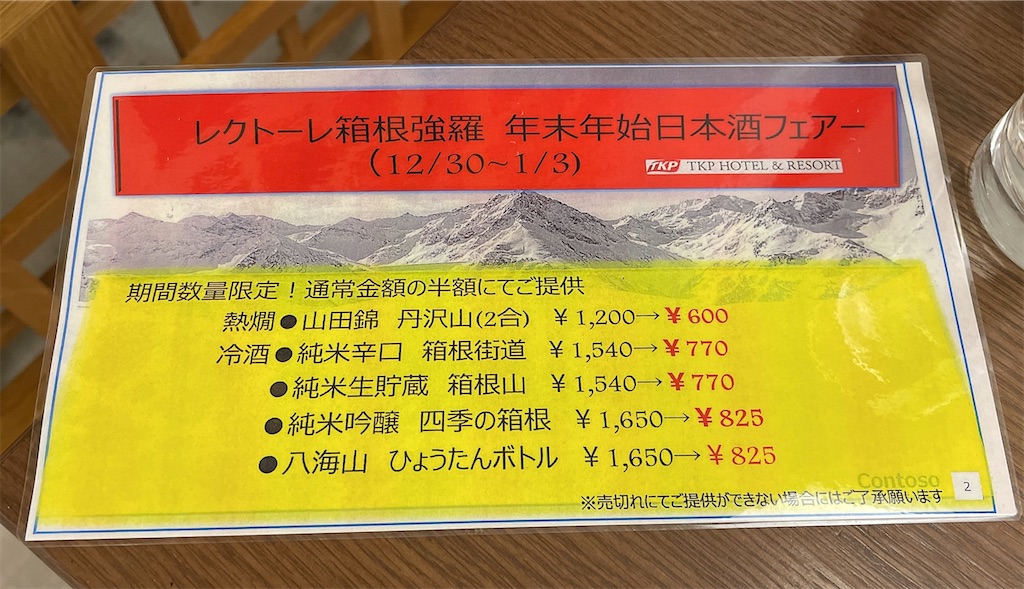 レクトーレ箱根強羅 年末年始日本酒フェアー
(12/30~1/3)
TKP TKP HOTEL & RESORT
期間数量限定!通常金額の半額にてご提供
熱燗●山田錦 丹沢山(2合) ¥1,200→¥600
冷酒●純米辛口 箱根街道 ¥1,540→¥770
●純米生貯蔵 箱根山 ¥1,540→¥770
●純米吟醸 四季の箱根 ¥1,650→¥825
●八海山 ひょうたんボトル ¥1,650→¥825
Contoso
※売切れにてご提供ができない場合にはご了承願います
2